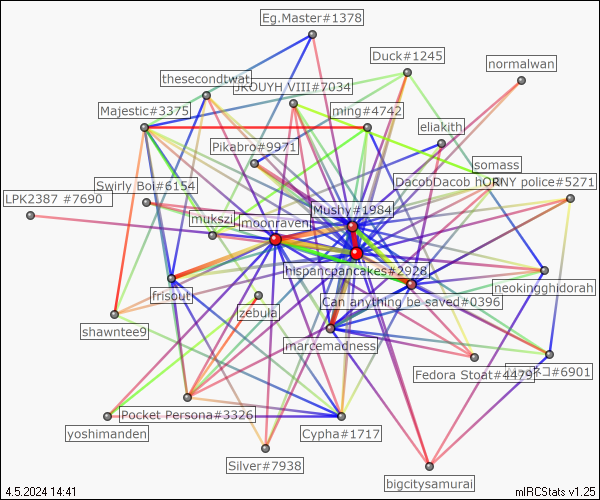 Eg.Master#1378
Duck#1245
normalwan
thesecondtwat
JKOUYH VIII#7034
Majestic#3375
ming#4742
eliakith
Pikabro#9971
somass
DacobDacob hORNY police#5271
Swirly Boi#6154
LPK2387 #7690
Mushy#1984
mukszi
moonraven
hispancpancakes#2928
neokingghidorah
frisout
Can anything be saved#0396
zebula
shawntee9
marcemadness
Fedora Stoat#4479
#6901
Pocket Persona#3326
yoshimanden
Cypha#1717
Silver#7938
bigcitysamurai
4.5.2024 14:41
mIRCStats v1.25